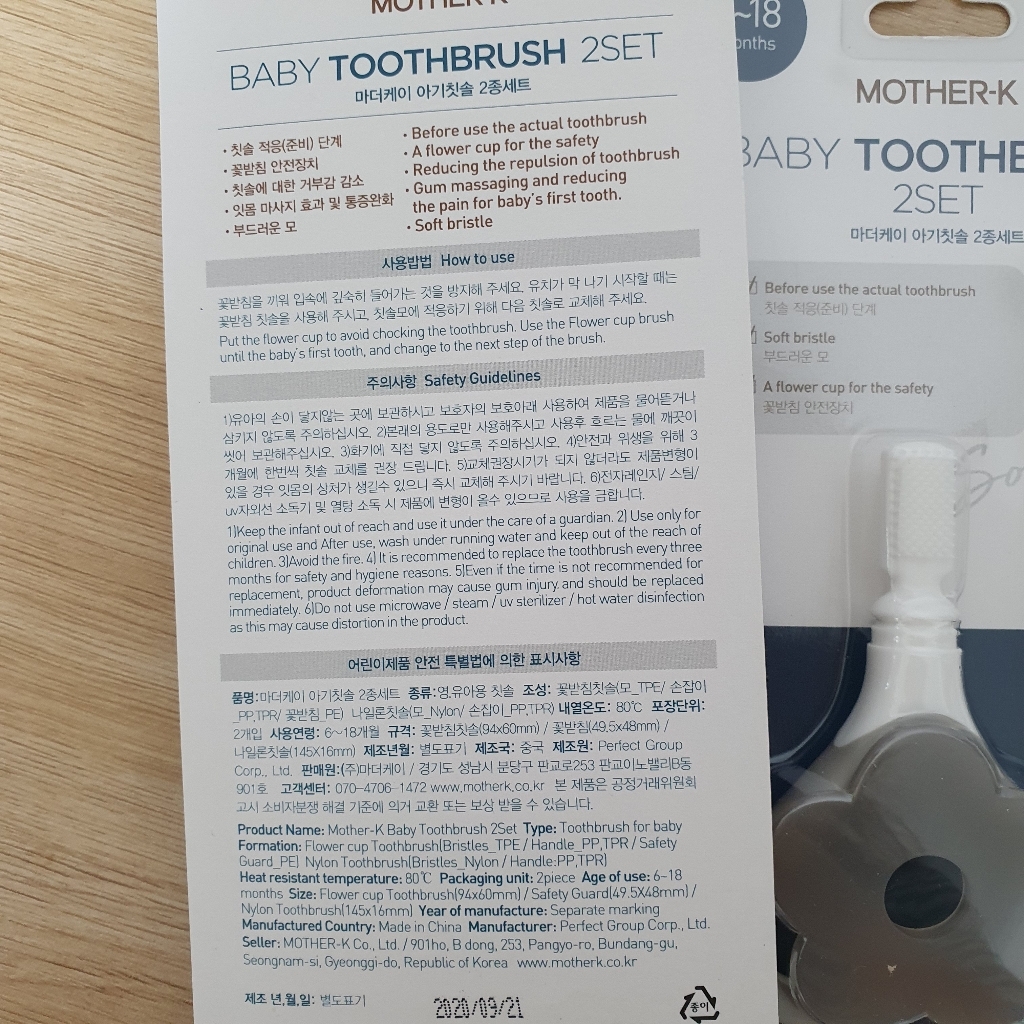 MOTHER-K
BABY TOOTHBRUSH 2SET
마더케이 아기칫솔 2종세트
· 칫솔 적응(준비) 단계
· 꽃받침 안전장치
· 칫솔에 대한 거부감 감소
· 잇몸 마사지 효과 및 통증완화
· 부드러운 모
· Before use the actual toothbrush
· A flower cup for the safety
· Reducing the repulsion of toothbrush
· Gum massaging and reducing
the pain for baby's first tooth.
· Soft bristle
사용밥법 How to use
꽃받침을 끼워 입속에 깊숙히 들어가는 것을 방지해 주세요. 유치가 막 나기 시작할 때는
꽃받침 칫솔을 사용해 주시고, 칫솔모에 적응하기 위해 다음 칫솔로 교체해 주세요.
Put the flower cup to avoid chocking the toothbrush. Use the Flower cup brush
until the baby's first tooth, and change to the next step of the brush.
주의사항 Safety Guidelines
1)유아의 손이 닿지않는 곳에 보관하시고 보호자의 보호아래 사용하여 제품을 물어뜯거나
삼키지 않도록 주의하십시오. 2)본래의 용도로만 사용해주시고 사용후 흐르는 물에 깨끗이
씻어 보관해주십시오. 3)화기에 직접 닿지 않도록 주의하십시오. 4)안전과 위생을 위해 3
개월에 한번씩 칫솔 교체를 권장 드립니다. 5)교체권장시기가 되지 않더라도 제품변형이
있을 경우 잇몸의 상처가 생길수 있으니 즉시 교체해 주시기 바랍니다. 6)전자레인지/ 스팀/
uv자외선 소독기 및 열탕 소독 시 제품에 변형이 올수 있으므로 사용을 금합니다.
1)Keep the infant out of reach and use it under the care of a guardian. 2) Use only for
original use and After use, wash under running water and keep out of the reach of
children. 3)Avoid the fire. 4) It is recommended to replace the toothbrush every three
months for safety and hygiene reasons. 5)Even if the time is not recommended for
replacement, product deformation may cause gum injury. and should be replaced
immediately. 6)Do not use microwave / steam / uv sterilizer / hot water disinfection
as this may cause distortion in the product.
어린이제품 안전 특별법에 의한 표시사항
품명:마더케이 아기칫솔 2종세트 종류:영.유아용 칫솔 조성: 꽃받침칫솔(모_TPE/ 손잡이
_PP,TPR/ 꽃받침_PE) 나일론칫솔(모_Nylon/ 손잡이_PP,TPR) 내열온도: 80℃ 포장단위:
2개입 사용연령: 6~18개월 규격: 꽃받침칫솔(94x60mm) / 꽃받침(49.5x48mm) /
나일론칫솔(145X16mm) 제조년월: 별도표기 제조국: 중국 제조원: Perfect Group
Corp., Ltd. 판매원:(주)마더케이 / 경기도 성남시 분당구 판교로253 판교이노밸리B동
901호 고객센터: 070-4706-1472 www.motherk.co.kr 본 제품은 공정거래위원회
고시 소비자분쟁 해결 기준에 의거 교환 또는 보상 받을 수 있습니다.
Product Name: Mother-K Baby Toothbrush 2Set Type: Toothbrush for baby
Formation: Flower cup Toothbrush(Bristles_TPE / Handle_PP,TPR / Safety
Guard_PE) Nylon Toothbrush(Bristles_Nylon / Handle:PP,TPR)
Heat resistant temperature: 80℃ Packaging unit: 2piece Age of use: 6-18
months Size: Flower cup Toothbrush(94x60mm) / Safety Guard(49.5X48mm) /
Nylon Toothbrush(145x16mm) Year of manufacture: Separate marking
Manufactured Country: Made in China Manufacturer: Perfect Group Corp., Ltd.
Seller: MOTHER-K Co., Ltd. / 901ho, B dong, 253, Pangyo-ro, Bundang-gu,
Seongnam-si, Gyeonggi-do, Republic of Korea www.motherk.co.kr
제조 년,월,일: 별도표기
2020/09/21
종이
~18
onths
MOTHER-K
BABY TOOTHB
2SET
마더케이 아기칫솔 2종세트
Before use the actual toothbrush
칫솔 적응(준비) 단계
Soft bristle
부드러운 모
A flower cup for the safety
꽃받침 안전장치
So